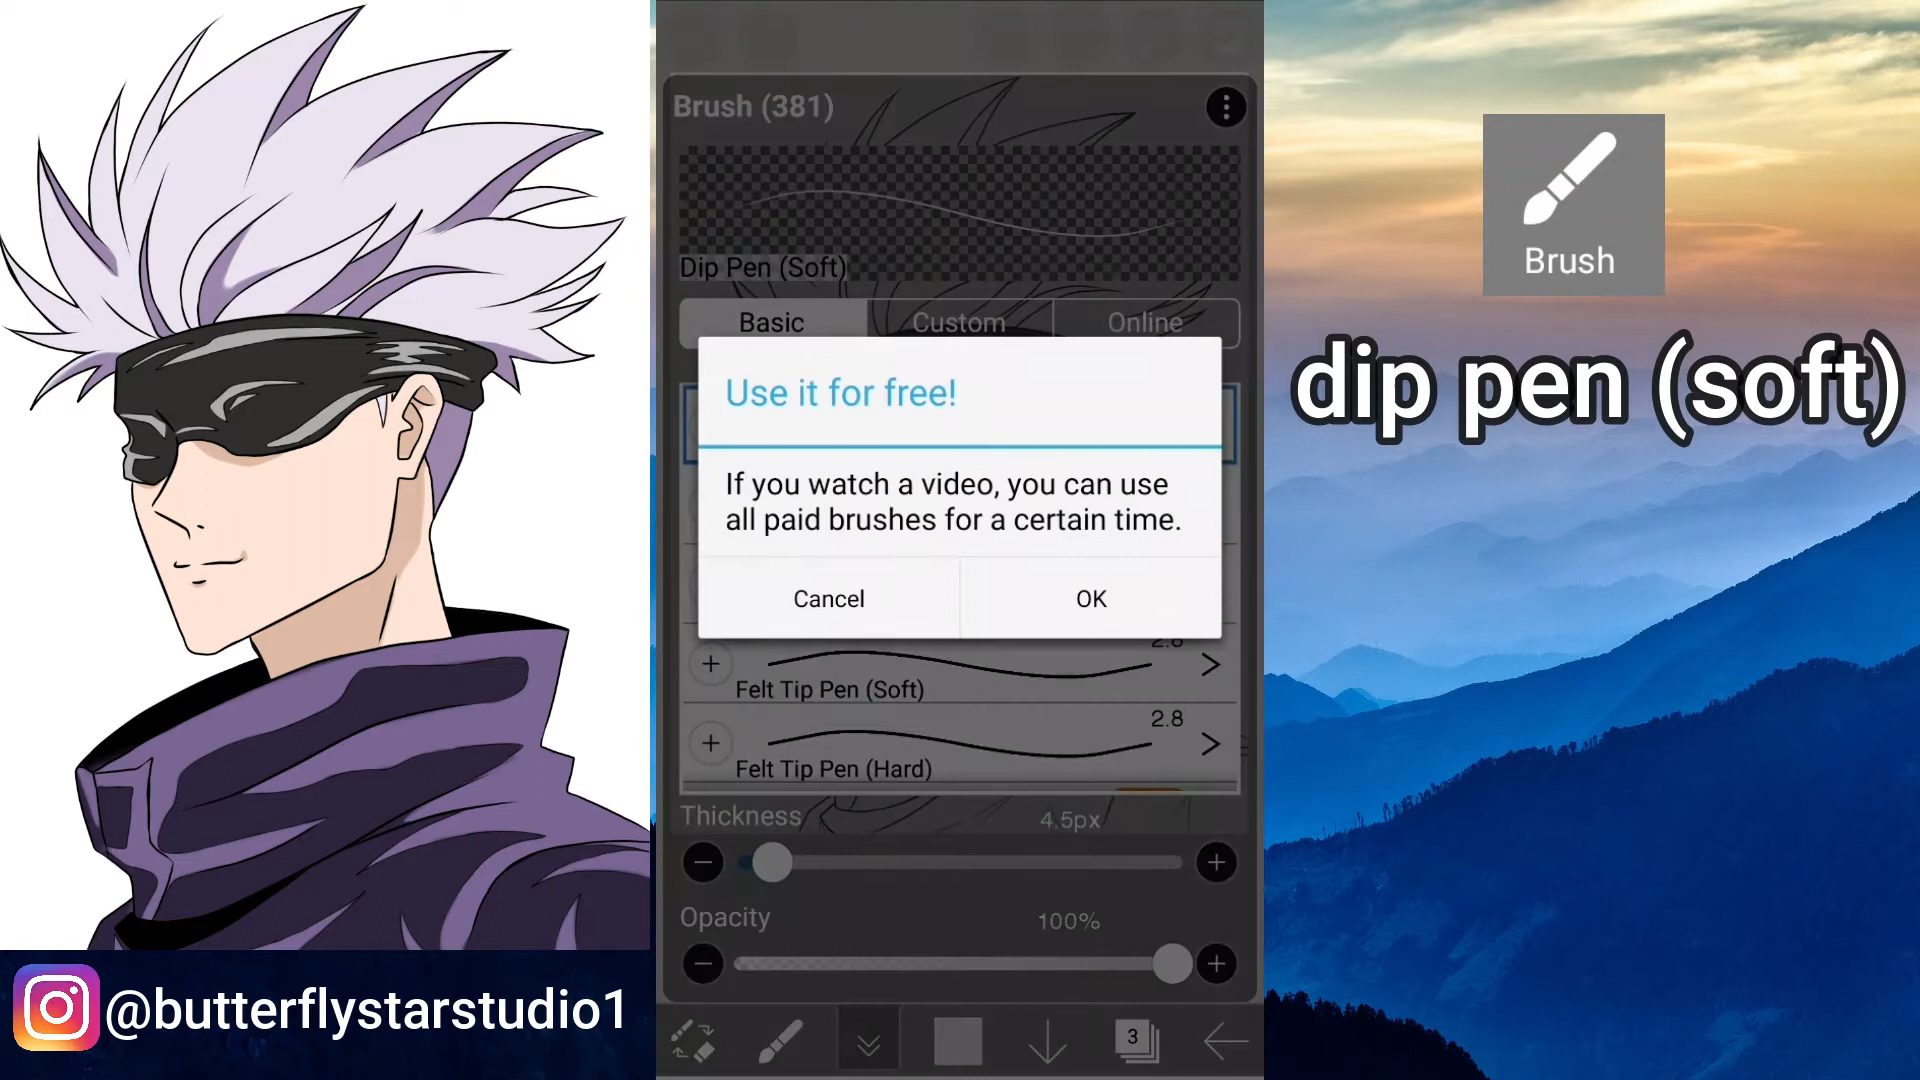 Brush (381)
Dip Pen (Soft)
Basic
Custom
Online
Use it for free!
If you watch a video, you can use
all paid brushes for a certain time.
Cancel
OK
2.8
Felt Tip Pen (Soft)
2.8
Felt Tip Pen (Hard)
Thickness
4.5px
Opacity
100%
3
Brush
dip pen (soft)
@butterflystarstudio1